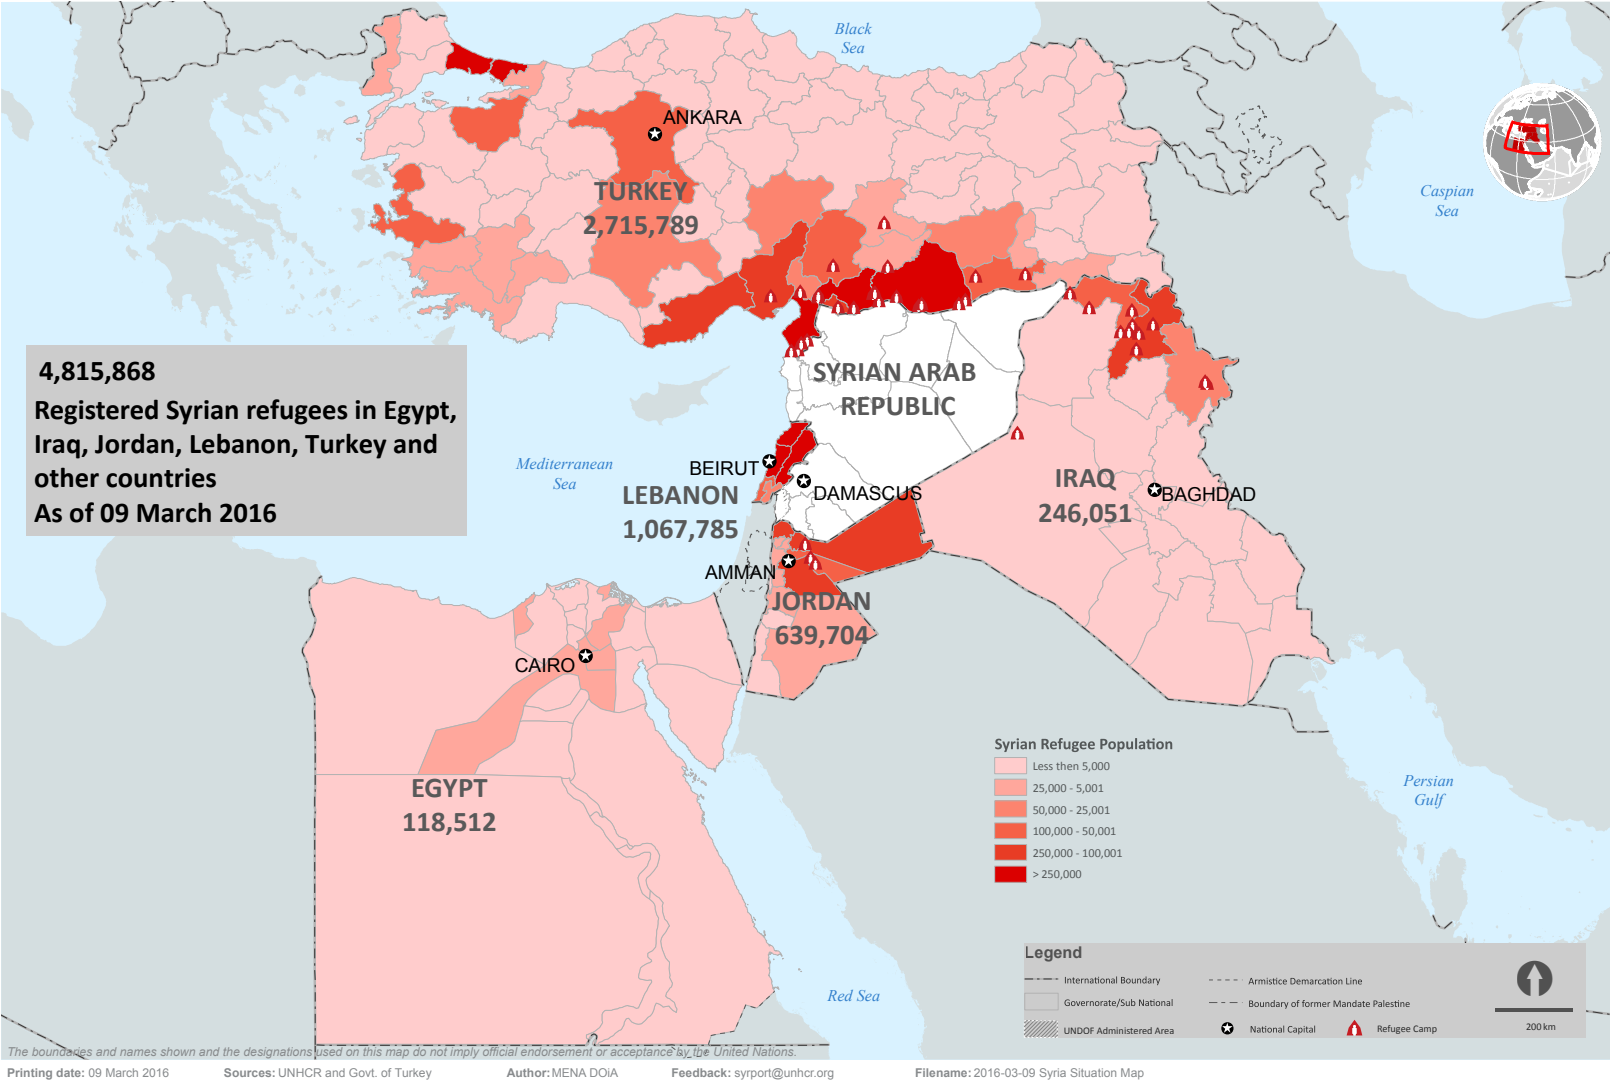 Black
Sea
ANKARA
TURKEY
2,715,789
Caspian
Sea
4,815,868
Registered Syrian refugees in Egypt,
Iraq, Jordan, Lebanon, Turkey and
other countries
As of 09 March 2016
SYRIAN ARAB
REPUBLIC
Mediterranean
Sea
BEIRUT
LEBANON
1,067,785
DAMASCUS
IRAQ
246,051
BAGHDAD
AMMAN
JORDAN
639,704
CAIRO
EGYPT
118,512
Syrian Refugee Population
Less then 5,000
25,000 - 5,001
50,000 - 25,001
100,000 - 50,001
250,000 - 100,001
> 250,000
Persian
Gulf
Red Sea
Legend
International Boundary
Armistice Demarcation Line
Governorate/Sub National
Boundary of former Mandate Palestine
UNDOF Administered Area
National Capital
Refugee Camp
200 km
The boundaries and names shown and the designations used on this map do not imply official endorsement or acceptance by the United Nations.
Printing date: 09 March 2016 Sources: UNHCR and Govt. of Turkey Author: MENA DOiA Feedback: syrport@unhcr.org Filename: 2016-03-09 Syria Situation Map